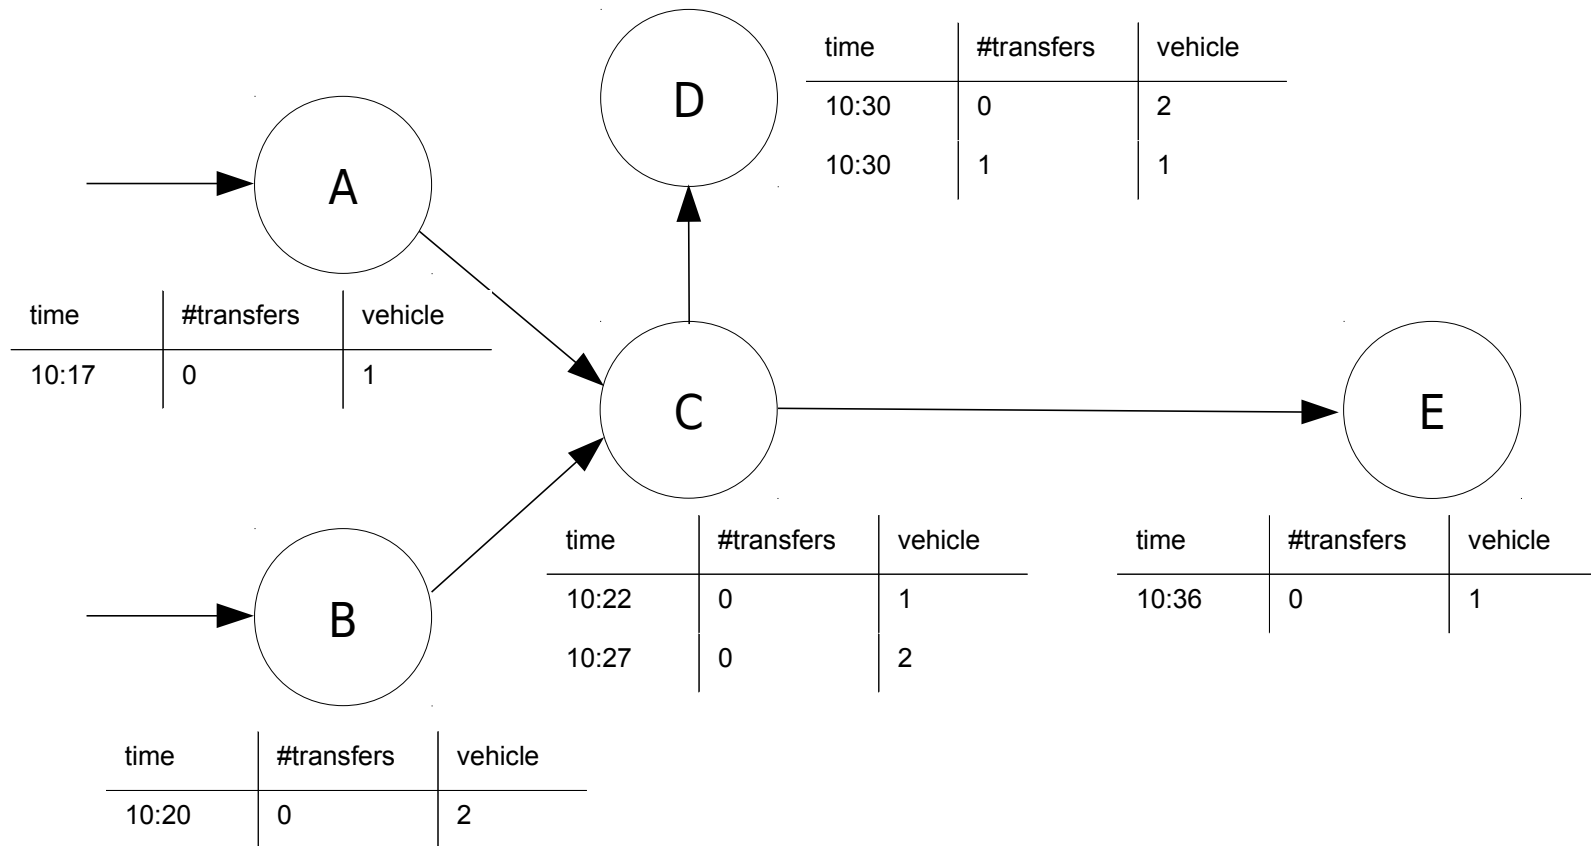 D
time #transfers vehicle
10:30 0 2
10:30 1 1
A
time #transfers vehicle
10:17 0 1
C
E
time #transfers vehicle
10:22 0 1
10:27 0 2
time #transfers vehicle
10:36 0 1
B
time #transfers vehicle
10:20 0 2